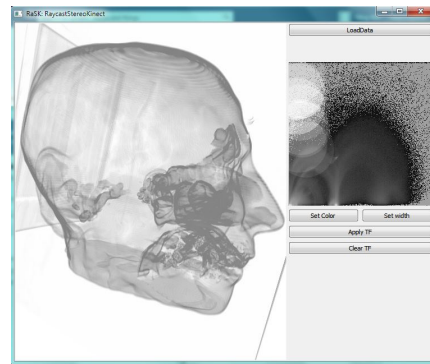 RaSK: RaycastStereoKinect
LoadData
Set Color
Set width
Apply TF
Clear TF